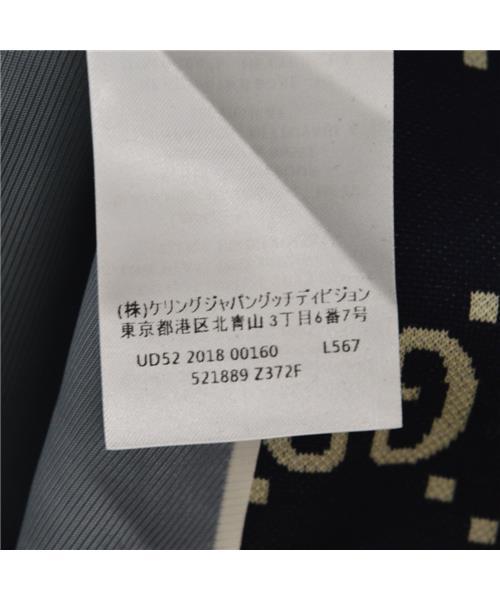 (株)ケリングジャパングッチディビジョン
東京都港区北青山3丁目6番7号
UD52 2018 00160 L567
521889 Z372F